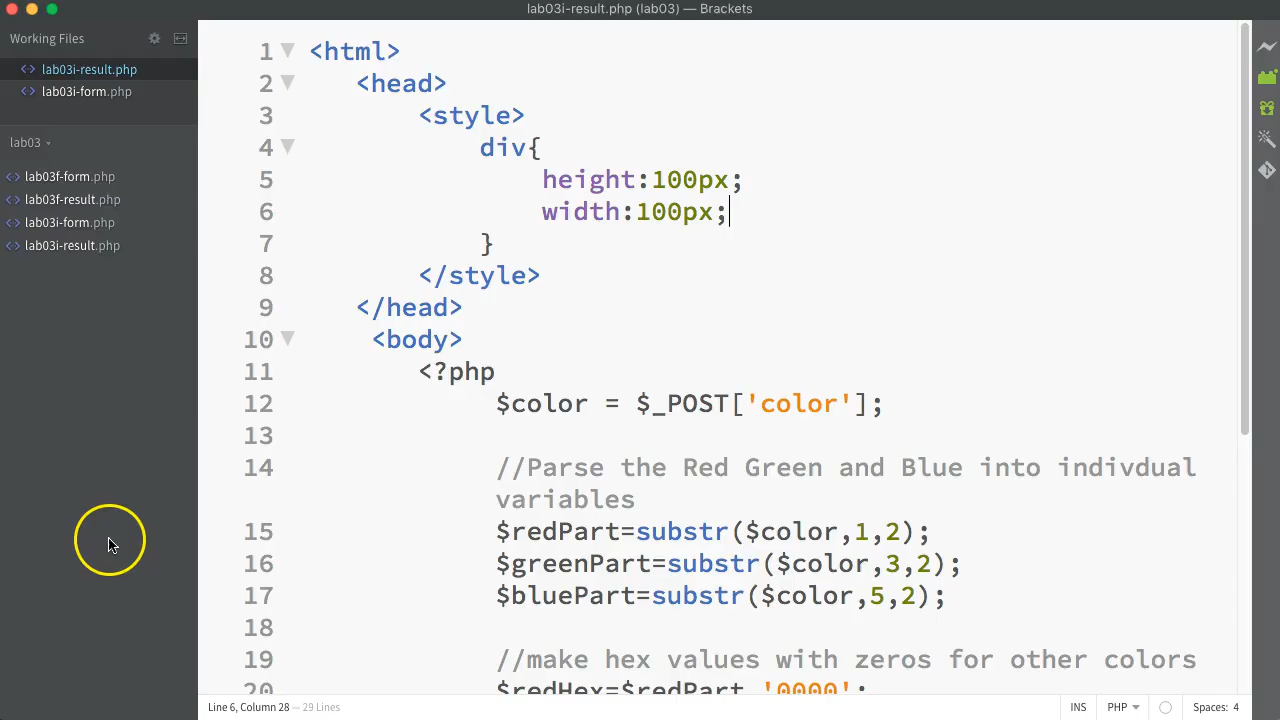 lab03i-result.php (lab03) — Brackets
Working Files
lab03i-result.php
lab03i-form.php
lab03
lab03f-form.php
lab03f-result.php
lab03i-form.php
lab03i-result.php
1 <html>
2 <head>
3 <style>
4 div{
5 height:100px;
6 width:100px;
7 }
8 </style>
9 </head>
10 <body>
11 <?php
12 $color = $_POST['color'];
13
14 //Parse the Red Green and Blue into indivdual
variables
15 $redPart=substr($color,1,2);
16 $greenPart=substr($color,3,2);
17 $bluePart=substr($color,5,2);
18
19 //make hex values with zeros for other colors
20 $redHex=$redPart.'0000';
Line 6, Column 28 — 29 Lines
INS PHP Spaces: 4